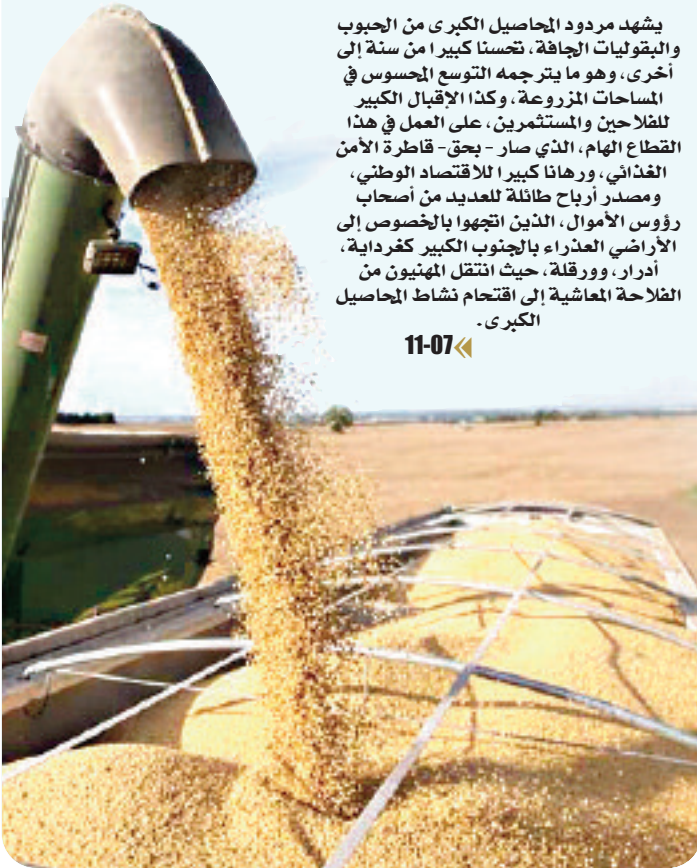 يشهد مردود المحاصيل الكبرى من الحبوب
والبقوليات الجافة، تحسنا كبيرا من سنة إلى
أخرى، وهو ما يترجمه التوسع المحسوس في
المساحات المزروعة، وكذا الإقبال الكبير
للفلاحين والمستثمرين، على العمل في هذا
القطاع الهام، الذي صار - بحق- قاطرة الأمن
الغذائي، ورهانا كبيرا للاقتصاد الوطني،
ومصدر أرباح طائلة للعديد من أصحاب
رؤوس الأموال، الذين اتجهوا بالخصوص إلى
الأراضي العذراء بالجنوب الكبير كغرداية،
أدرار، وورقلة، حيث انتقل المهنيون من
الفلاحة المعاشية إلى اقتحام نشاط المحاصيل
الكبرى.
11-07